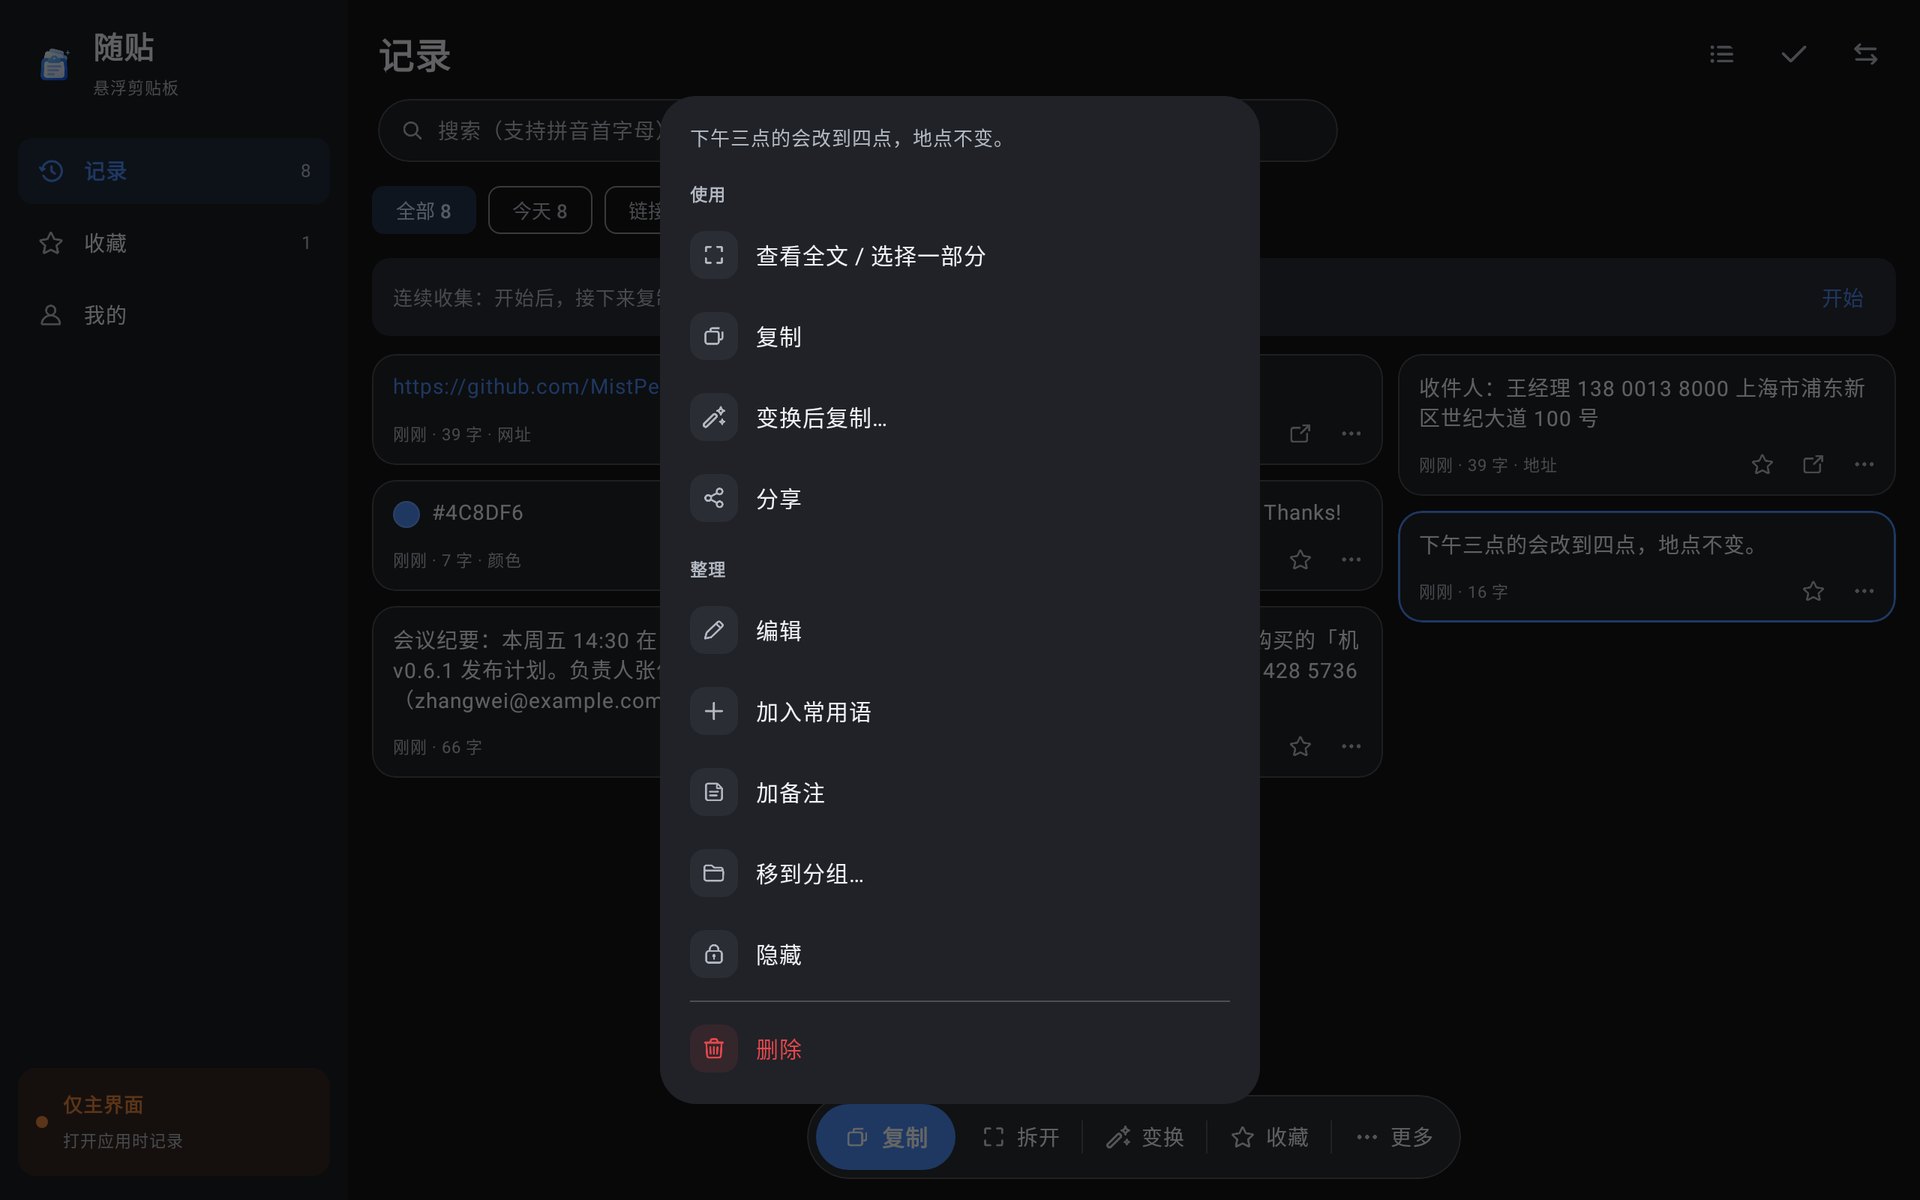 随贴
悬浮剪贴板
记录
8
收藏
1
我的
仅主界面
打开应用时记录
记录
搜索（支持拼音首字母）
全部 8
今天 8
链接
连续收集：开始后，接下来复制
开始
https://github.com/MistPe
刚刚 · 39 字 · 网址
#4C8DF6
刚刚 · 7 字 · 颜色
会议纪要：本周五 14:30 在
v0.6.1 发布计划。负责人张
（zhangwei@example.com
刚刚 · 66 字
Thanks!
购买的「机
428 5736
收件人：王经理 138 0013 8000 上海市浦东新
区世纪大道 100 号
刚刚 · 39 字 · 地址
下午三点的会改到四点，地点不变。
刚刚 · 16 字
下午三点的会改到四点，地点不变。
使用
查看全文 / 选择一部分
复制
变换后复制...
分享
整理
编辑
加入常用语
加备注
移到分组...
隐藏
删除
复制
拆开
变换
收藏
更多